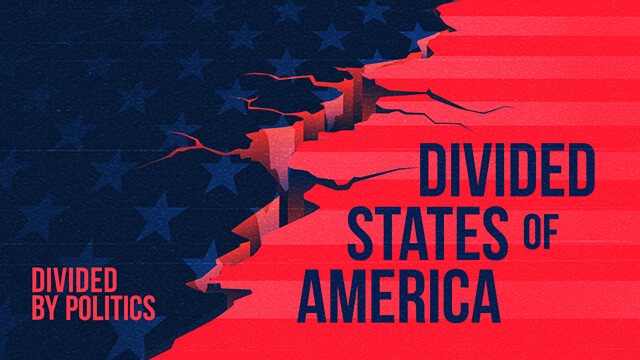 DIVIDED
STATES OF
AMERICA
DIVIDED
BY POLITICS